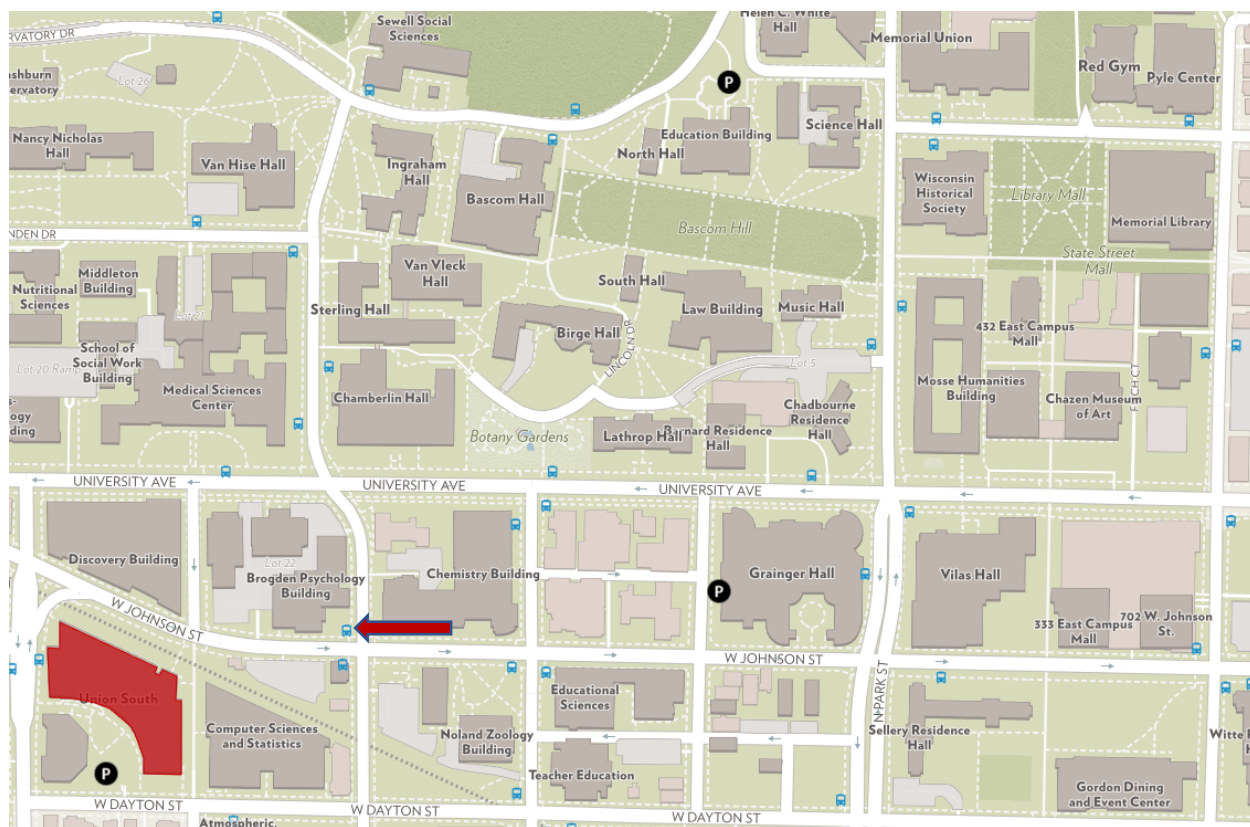 RVATORY DR
Sewell Social
Sciences
Helen C. White
Hall
Memorial Union
Red Gym
Pyle Center
ashburn
servatory
Lot 26
P
Nancy Nicholas
Hall
Van Hise Hall
Ingraham
Hall
Bascom Hall
North Hall
Education Building
Science Hall
Wisconsin
Historical
Society
Library Mall
Memorial Library
Bascom Hill
NDEN DR
State Street
Mall
Middleton
Building
Nutritional
Sciences
Lot 21
Van Vleck
Hall
Sterling Hall
South Hall
Law Building
Music Hall
Birge Hall
LINCOLN DR
432 East Campus
Mall
School of
Social Work
Building
Lot 20 Ramp
Medical Sciences
Center
Chamberlin Hall
Lot 5
Mosse Humanities
Building
Chazen Museum
of Art
Chadbourne
Residence
Hall
Botany Gardens
Lathrop Hall
Barnard Residence
Hall
UNIVERSITY AVE
UNIVERSITY AVE
UNIVERSITY AVE
Discovery Building
Lot 22
Brogden Psychology
Building
Chemistry Building
P
Grainger Hall
Vilas Hall
W JOHNSON ST
333 East Campus
Mall
702 W. Johnson
St.
W JOHNSON ST
N PARK ST
Union South
Computer Sciences
and Statistics
Noland Zoology
Building
Educational
Sciences
Teacher Education
Sellery Residence
Hall
Witte
P
Gordon Dining
and Event Center
W DAYTON ST
W DAYTON ST
W DAYTON ST
Atmospheric,